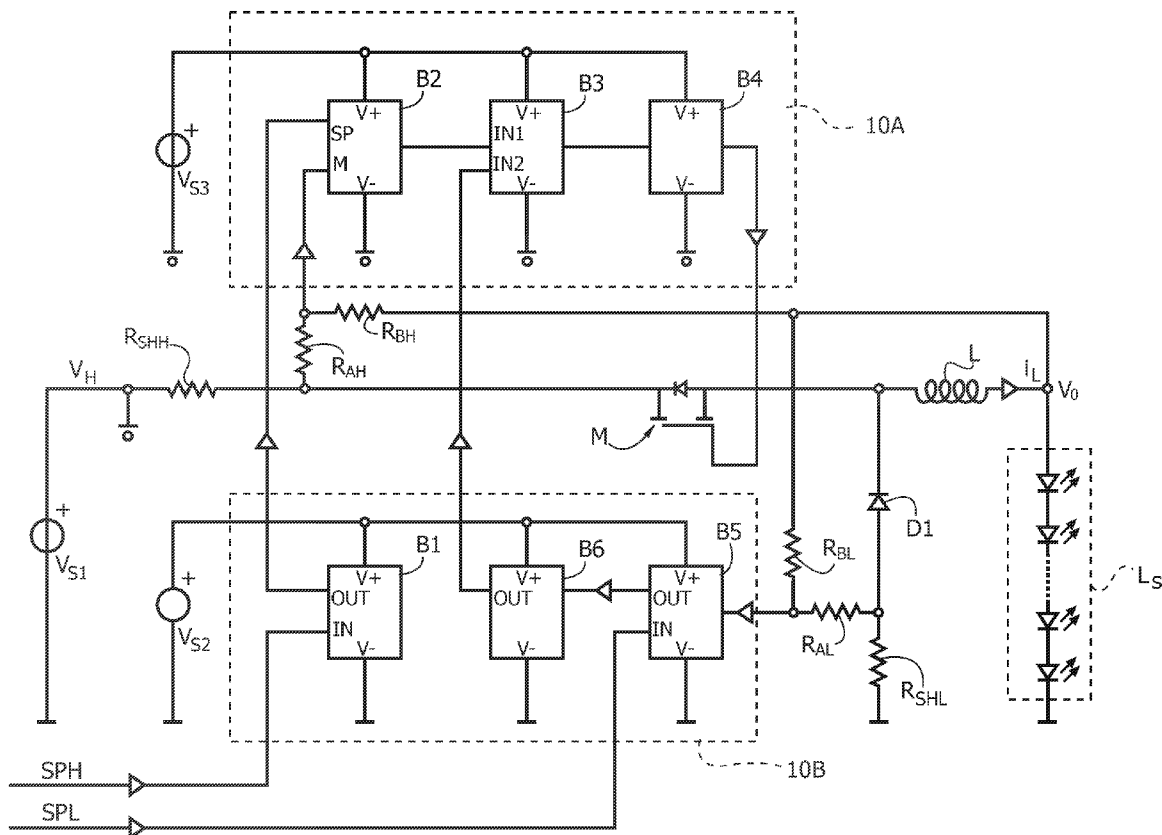 B2
B3
B4
10A
V+
V+
V+
SP
M
IN1
IN2
V-
V-
V-
+
VS3
RBH
RAH
RSHH
VH
L
iL
V0
M
D1
RBL
RAL
RSHL
LS
+
VS1
+
VS2
B1
B6
B5
V+
V+
V+
OUT
OUT
OUT
IN
IN
V-
V-
V-
10B
SPH
SPL